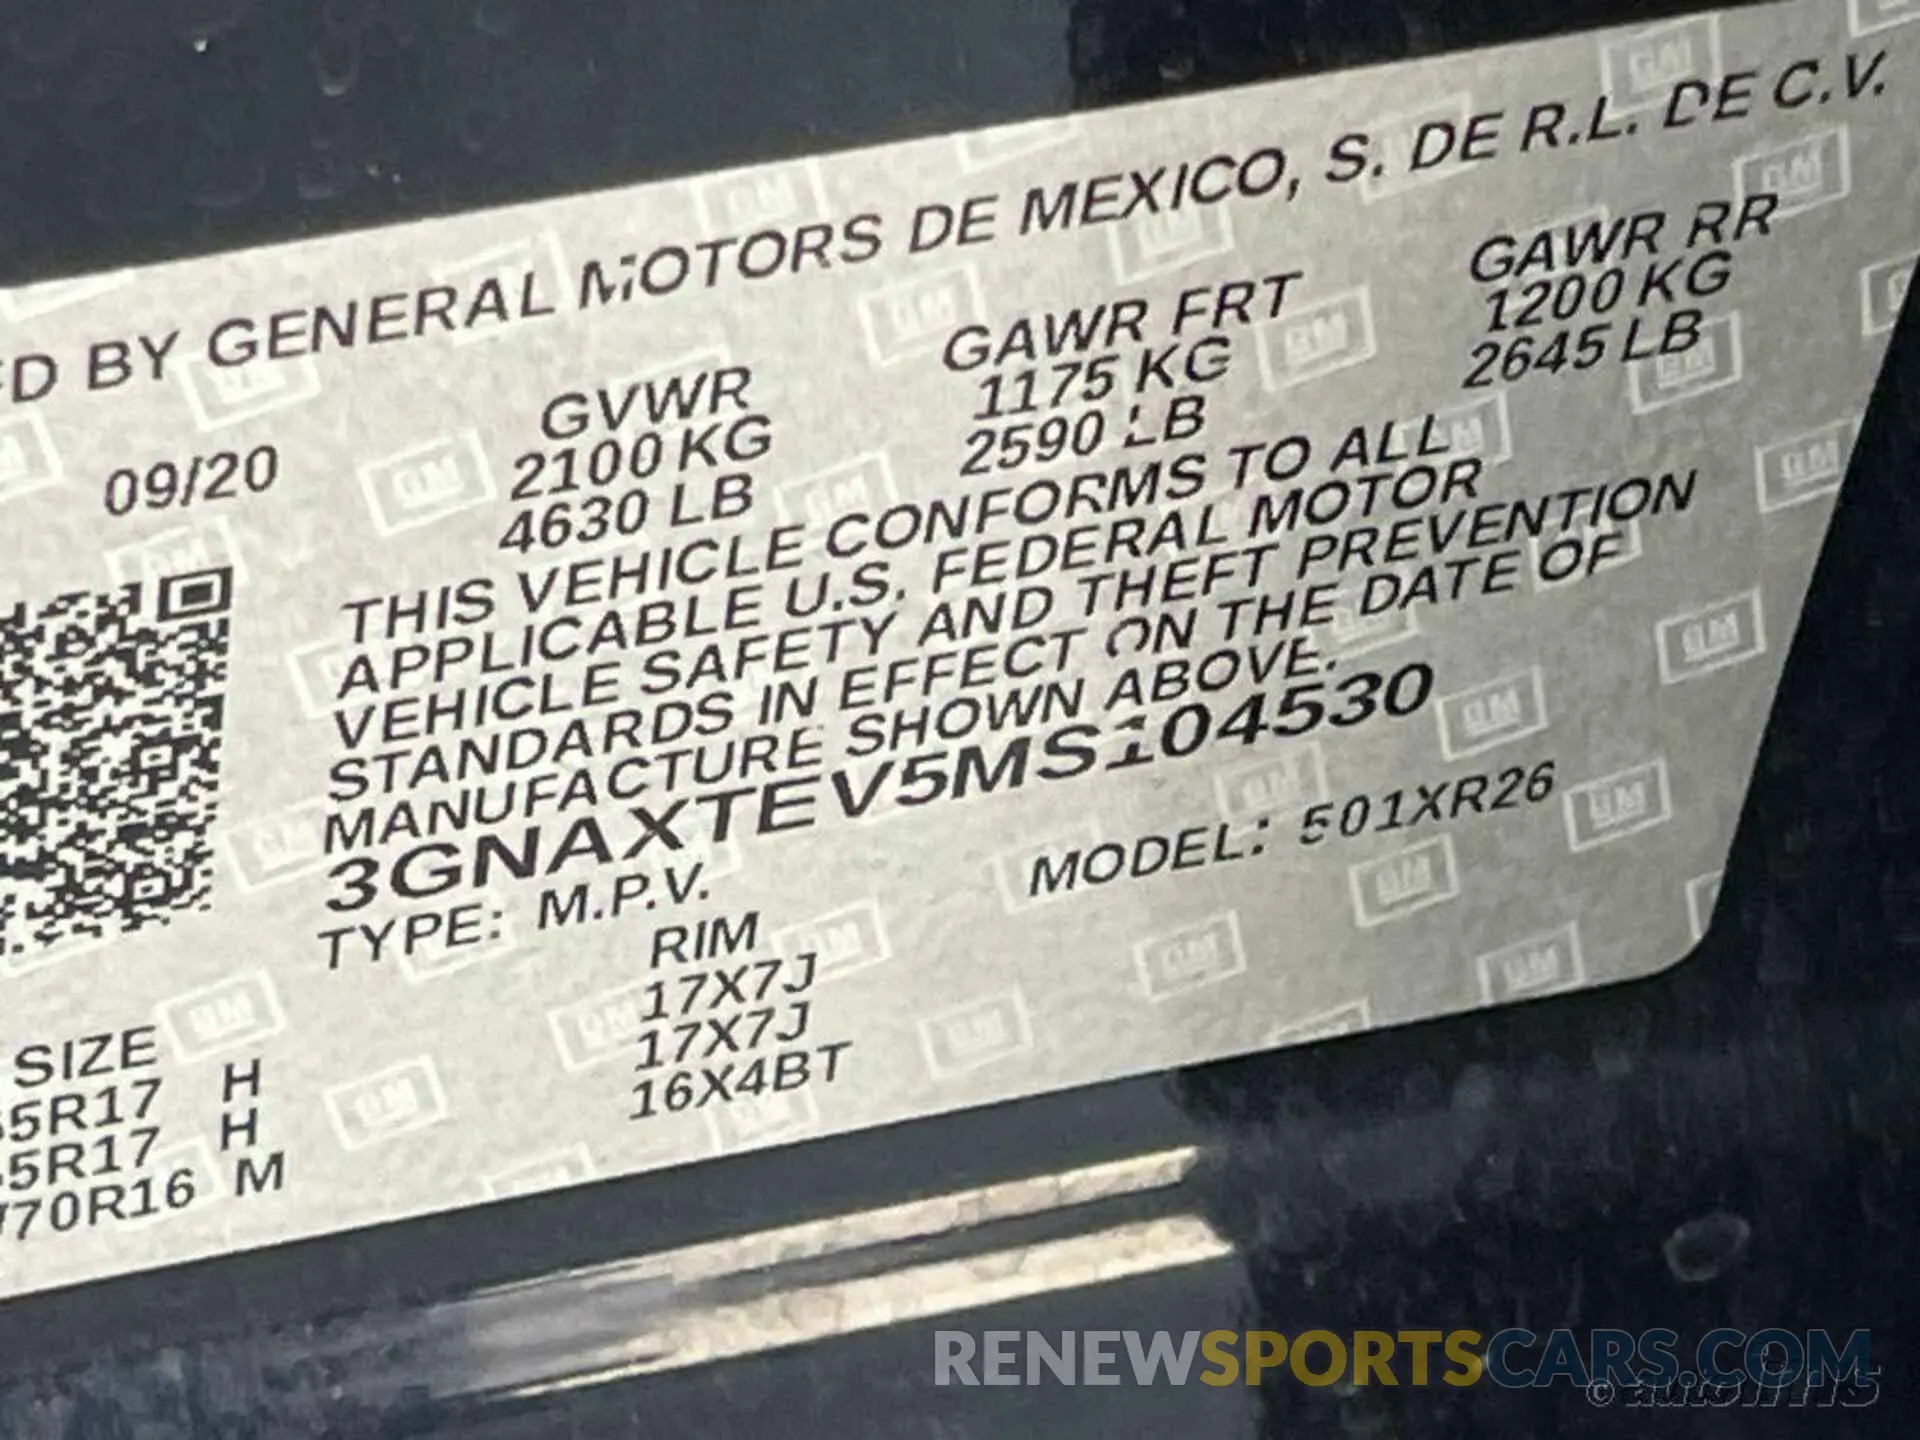 BY GENERAL MOTORS DE MEXICO, S. DE R.L. DE C.V.
09/20
GVWR
2100 KG
4630 LB
GAWR FRT
1175 KG
2590 LB
GAWR RR
1200 KG
2645 LB
THIS VEHICLE CONFORMS TO ALL
APPLICABLE U.S. FEDERAL MOTOR
VEHICLE SAFETY AND THEFT PREVENTION
STANDARDS IN EFFECT ON THE DATE OF
MANUFACTURE SHOWN ABOVE.
3GNAXTEV5MS104530
TYPE: M.P.V.
MODEL: 501XR26
SIZE
5R17 H
5R17 H
/70R16 M
RIM
17X7J
17X7J
16X4BT
RENEWSPORTSCARS.COM
© autoIMS